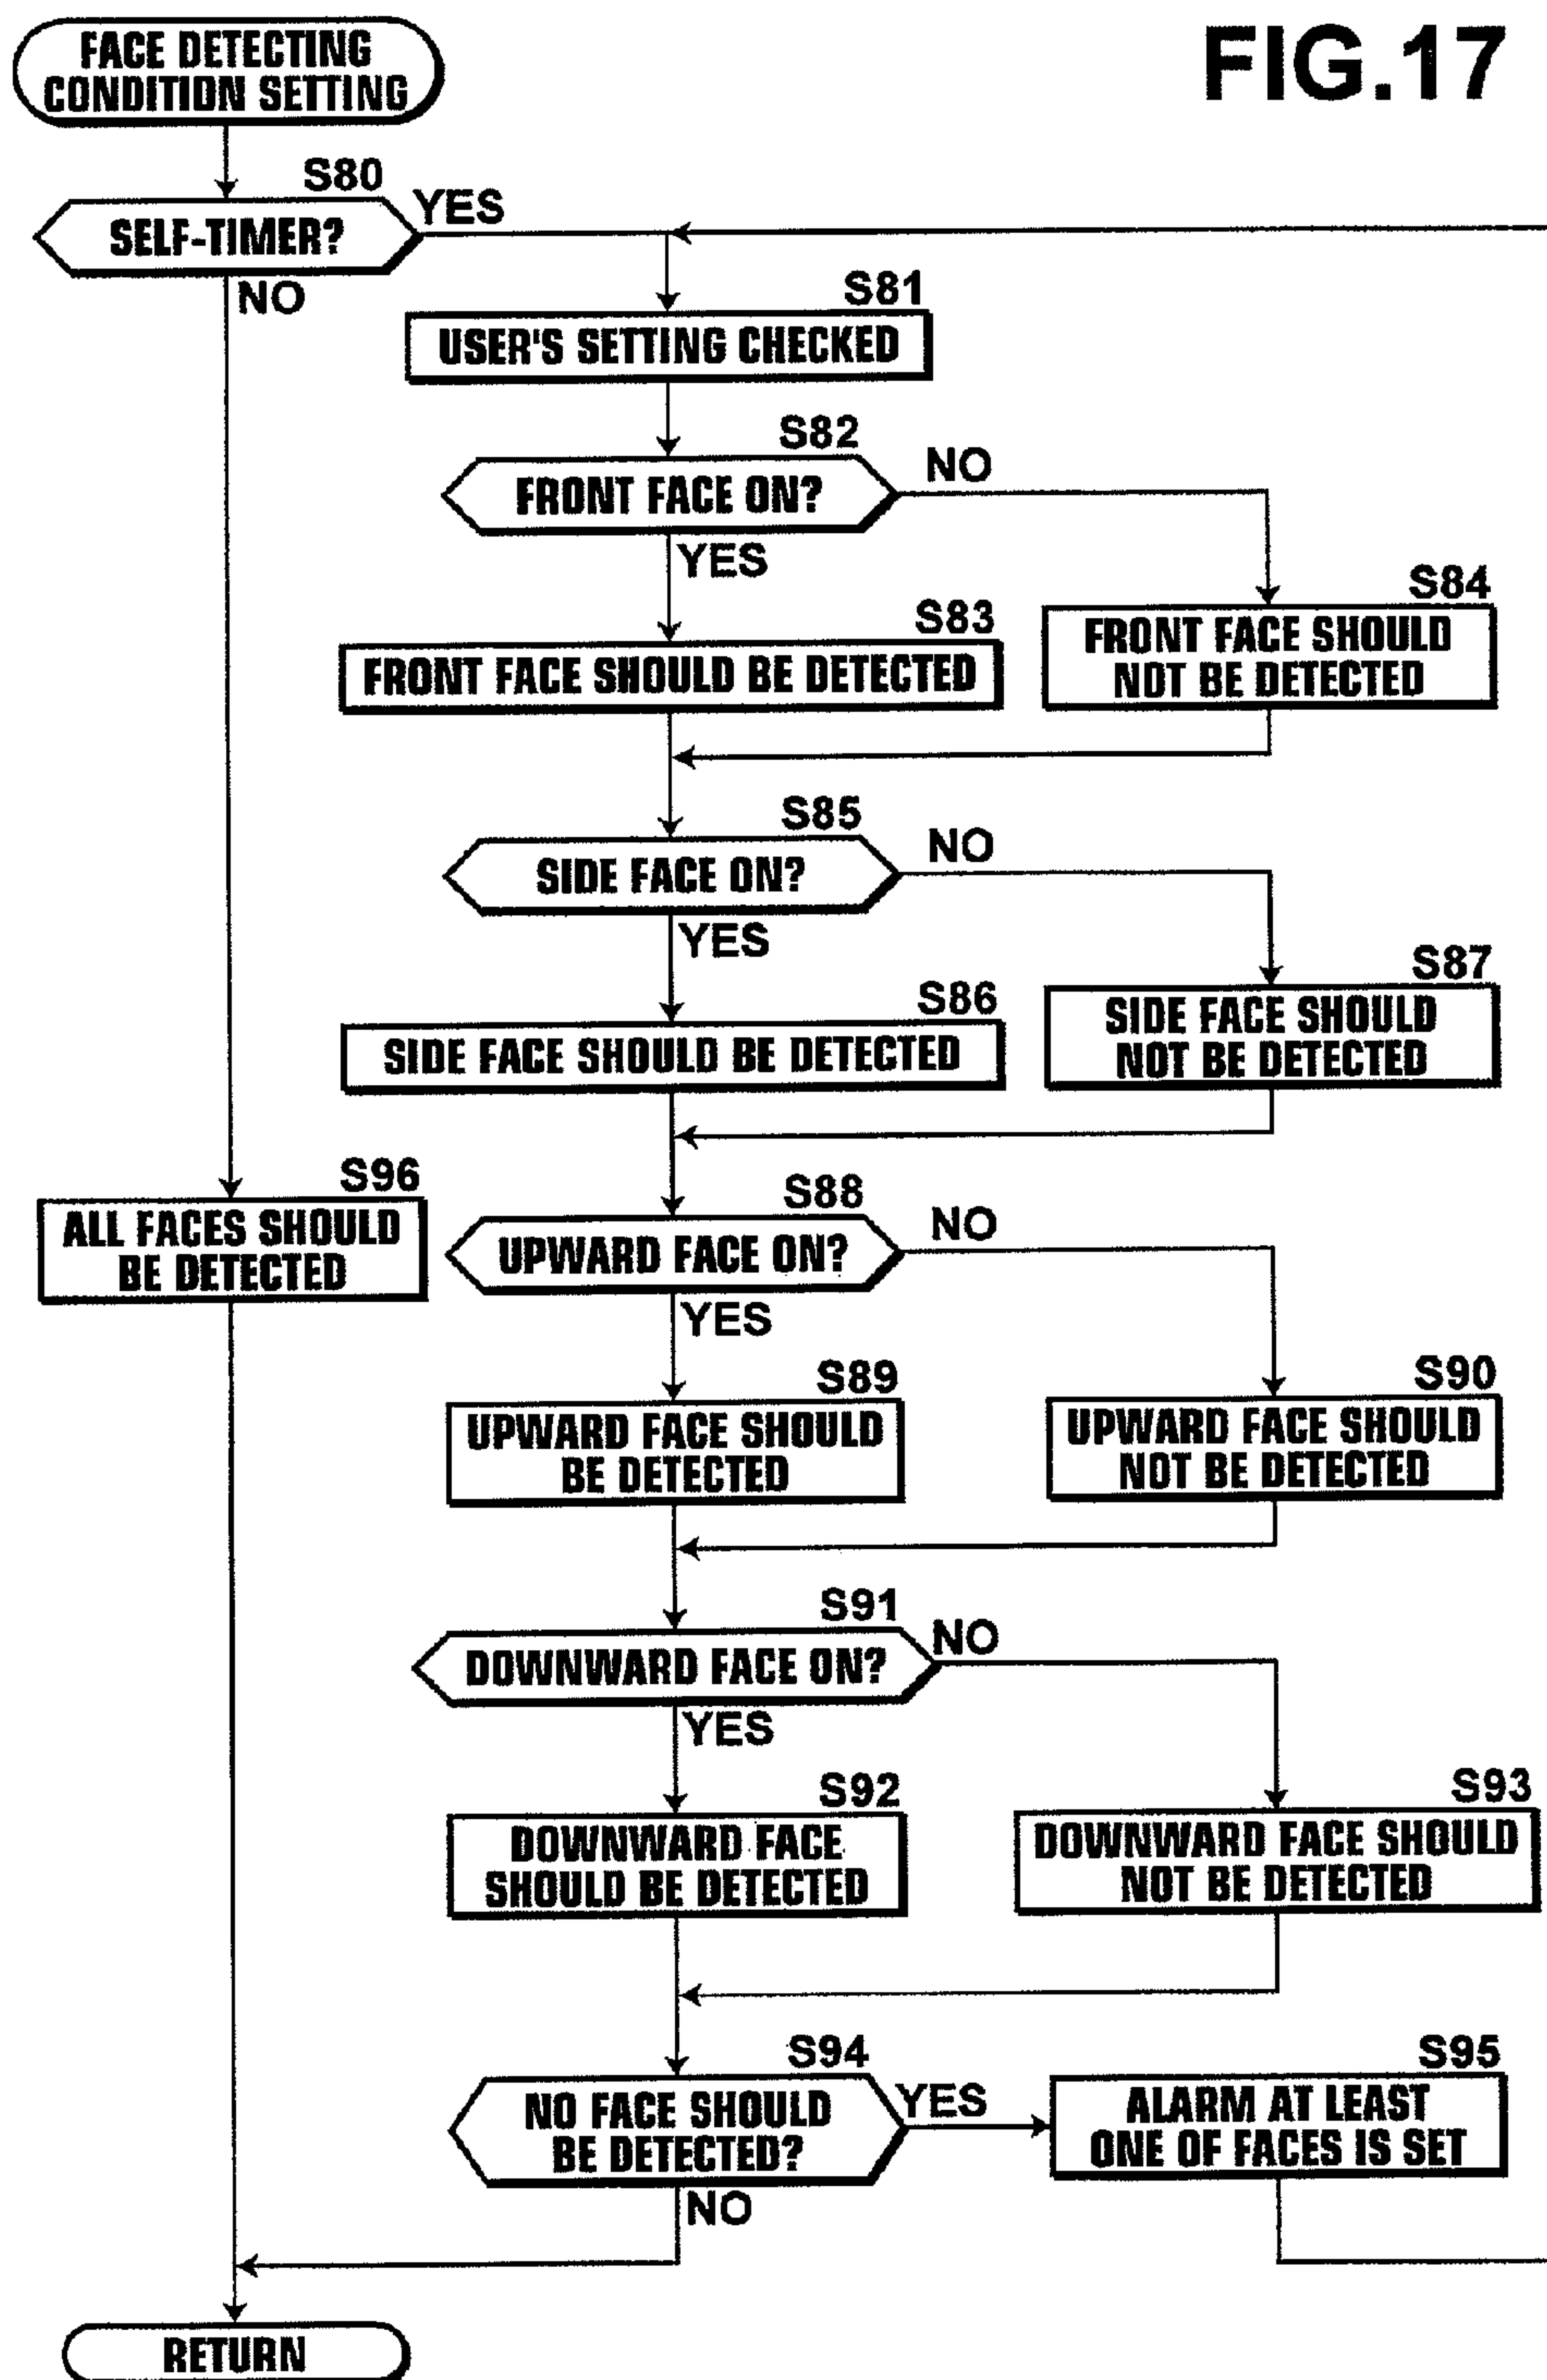 FIG.17
FACE DETECTING
CONDITION SETTING
S80
SELF-TIMER?
YES
NO
S81
USER'S SETTING CHECKED
S82
FRONT FACE ON?
NO
YES
S83
FRONT FACE SHOULD BE DETECTED
S84
FRONT FACE SHOULD
NOT BE DETECTED
S85
SIDE FACE ON?
NO
YES
S86
SIDE FACE SHOULD BE DETECTED
S87
SIDE FACE SHOULD
NOT BE DETECTED
S96
ALL FACES SHOULD
BE DETECTED
S88
UPWARD FACE ON?
NO
YES
S89
UPWARD FACE SHOULD
BE DETECTED
S90
UPWARD FACE SHOULD
NOT BE DETECTED
S91
DOWNWARD FACE ON?
NO
YES
S92
DOWNWARD FACE
SHOULD BE DETECTED
S93
DOWNWARD FACE SHOULD
NOT BE DETECTED
S94
NO FACE SHOULD
BE DETECTED?
YES
NO
S95
ALARM AT LEAST
ONE OF FACES IS SET
RETURN